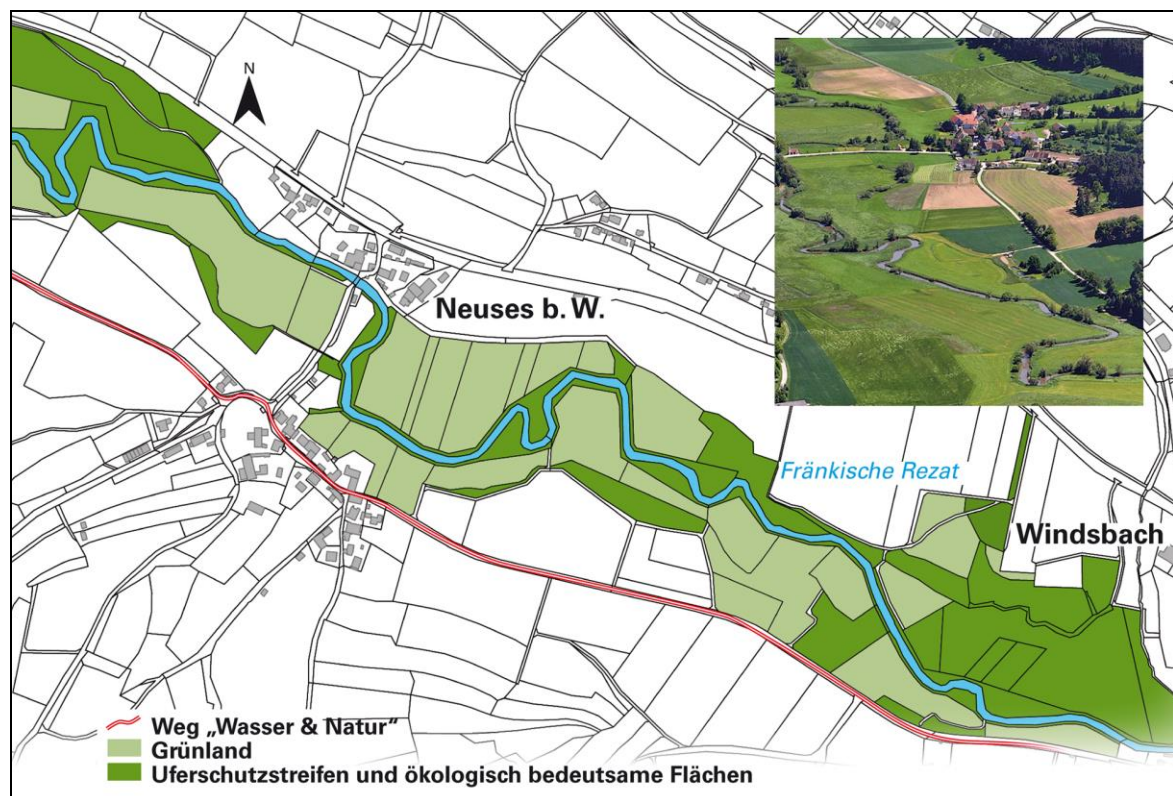 N
Neuses b. W.
Fränkische Rezat
Windsbach
Weg „Wasser & Natur“
Grünland
Uferschutzstreifen und ökologisch bedeutsame Flächen